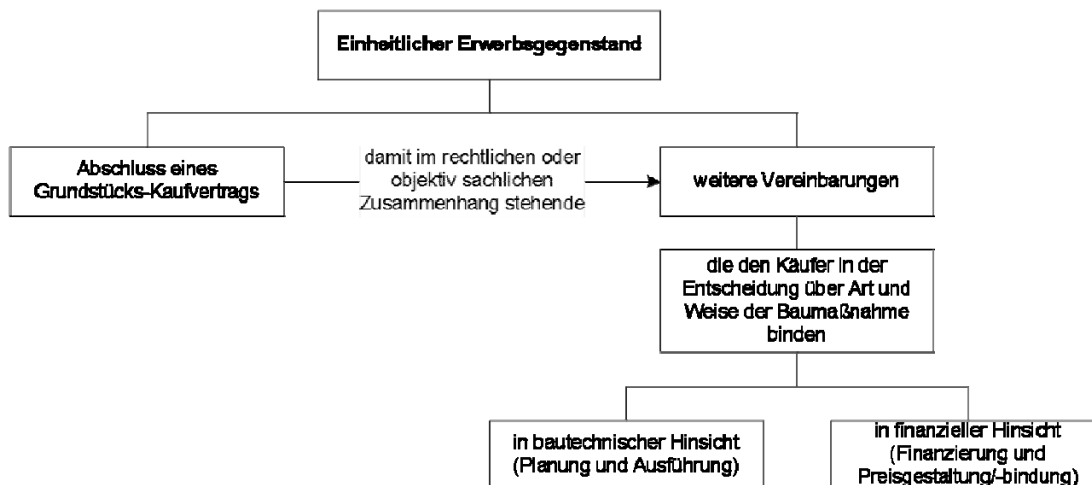 Einheitlicher Erwerbsgegenstand
Abschluss eines
Grundstücks-Kaufvertrags
damit im rechtlichen oder
objektiv sachlichen
Zusammenhang stehende
weitere Vereinbarungen
die den Käufer in der
Entscheidung über Art und
Weise der Baumaßnahme
binden
in bautechnischer Hinsicht
(Planung und Ausführung)
in finanzieller Hinsicht
(Finanzierung und
Preisgestaltung/-bindung)